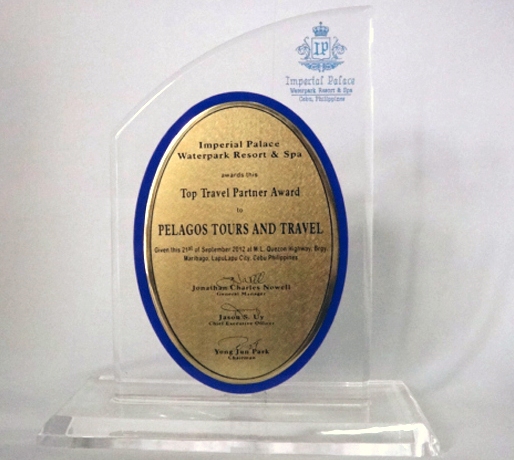 IP
Imperial Palace
Waterpark Resort & Spa
Cebu, Philippines
Imperial Palace
Waterpark Resort & Spa
awards this
Top Travel Partner Award
to
PELAGOS TOURS AND TRAVEL
Given this 21st of September 2012 at M.L. Quezon Highway, Brgy.
Maribago, LapuLapu City, Cebu Philippines
Jonathan Charles Nowell
General Manager
Jason S. Uy
Chief Executive Officer
Yong Jun Park
Chairman